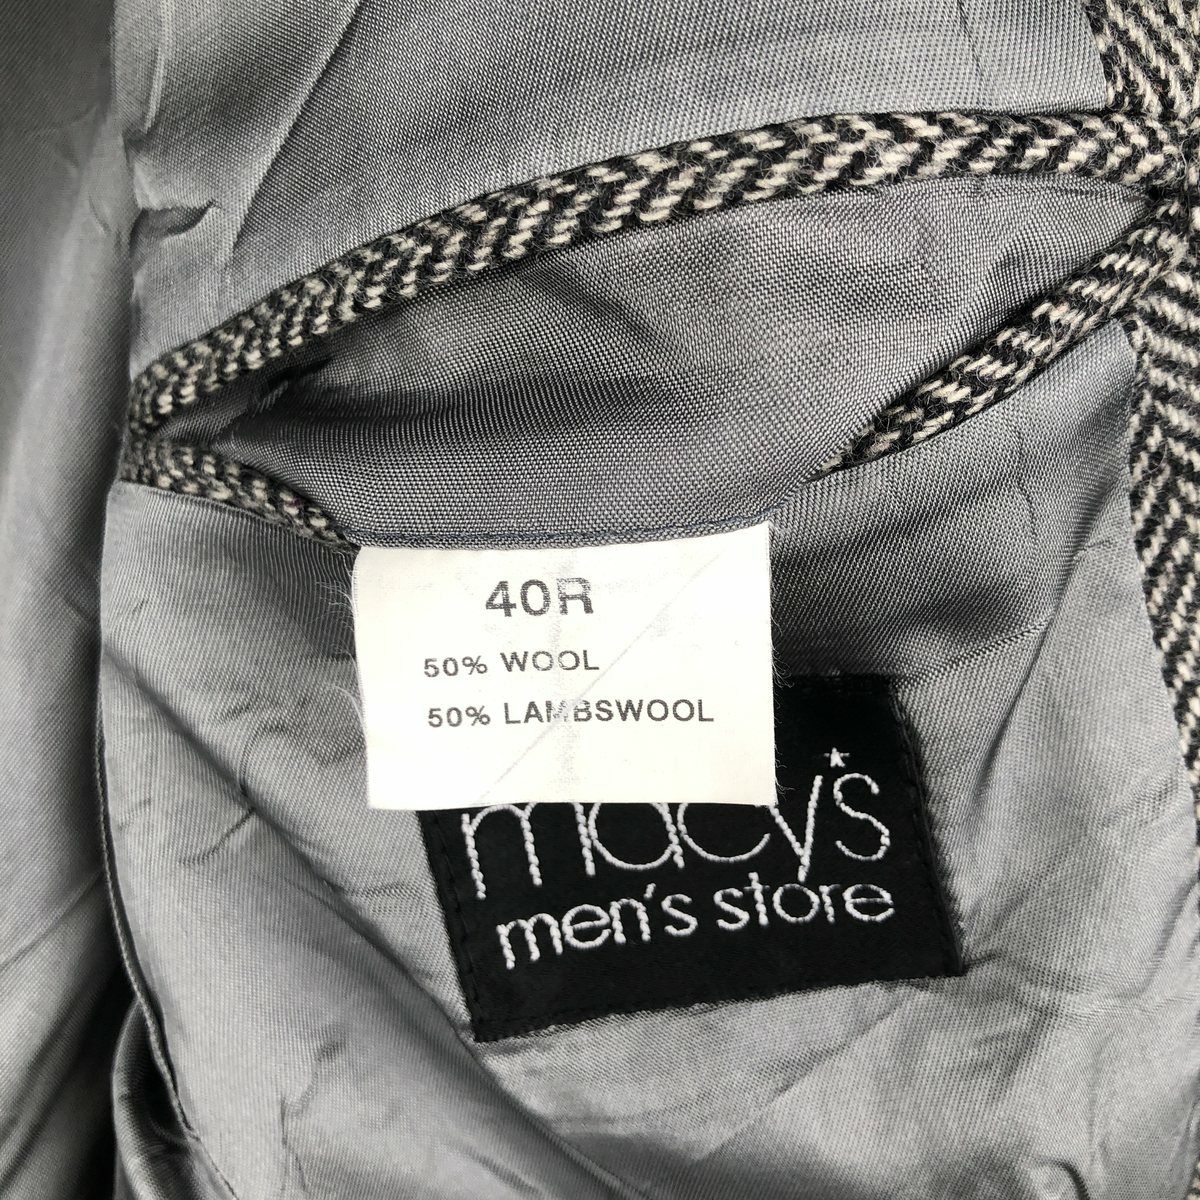 40R
50% WOOL
50% LAMBSWOOL
macy's
men's store